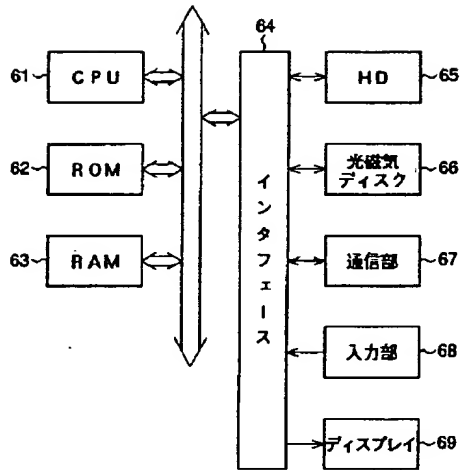 64
61
CPU
HD
65
62
ROM
光磁気
ディスク
66
63
RAM
インタフェース
通信部
67
入力部
68
ディスプレイ
69